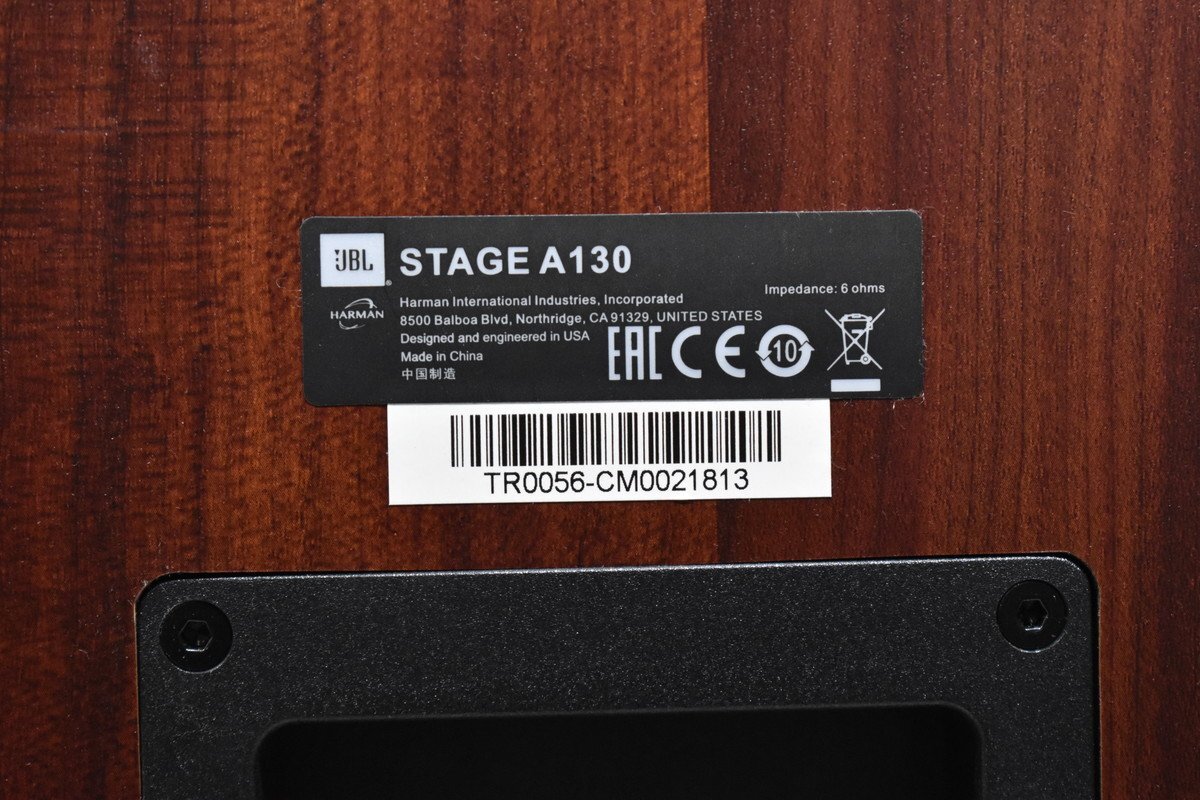 JBL
STAGE A130
HARMAN
Impedance: 6 ohms
Harman International Industries, Incorporated
8500 Balboa Blvd, Northridge, CA 91329, UNITED STATES
Designed and engineered in USA
Made in China
中国制造
EAC CE 10
TR0056-CM0021813